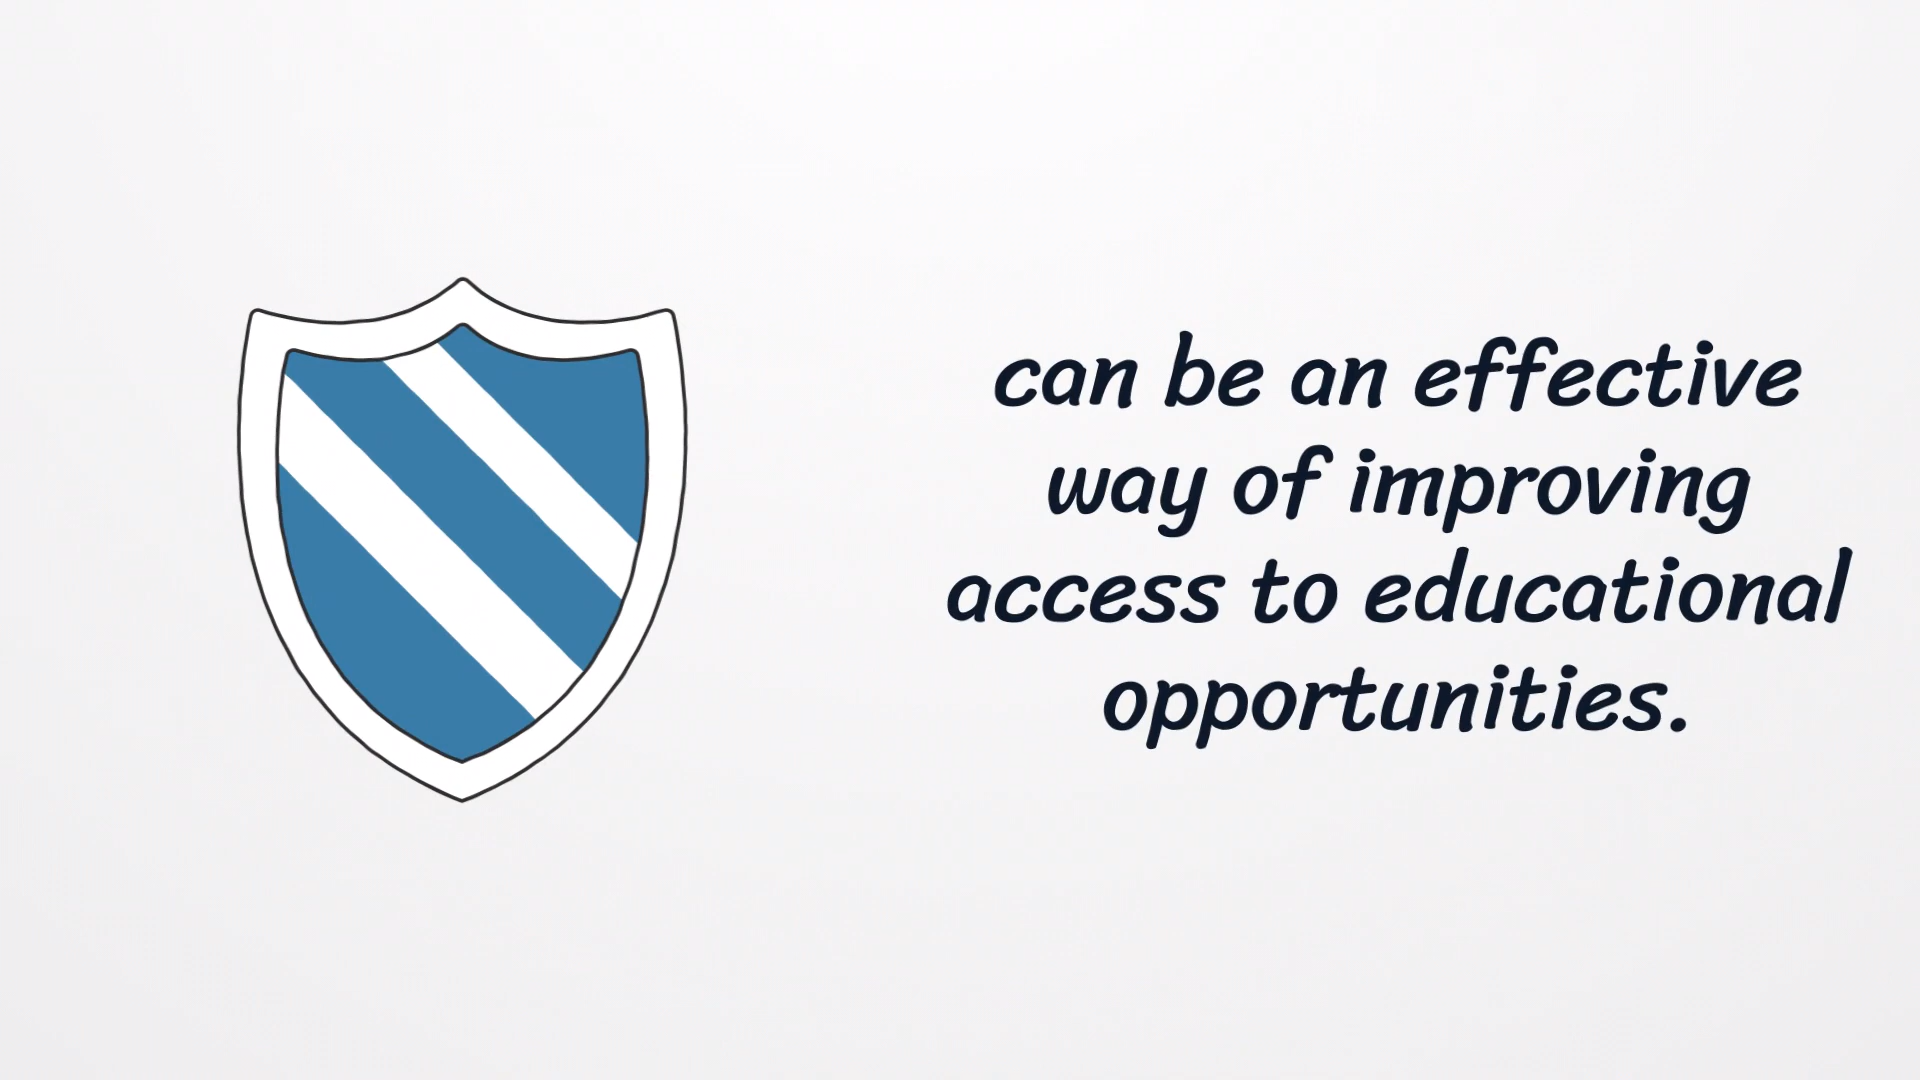 can be an effective
way of improving
access to educational
opportunities.